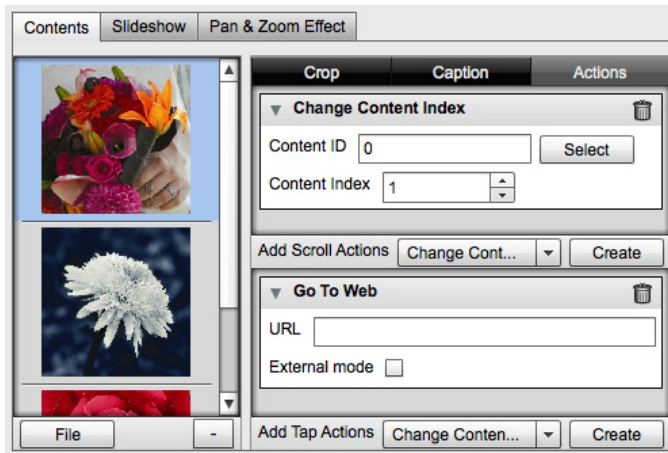 Contents Slideshow Pan & Zoom Effect
Crop Caption Actions
Change Content Index
Content ID 0 Select
Content Index 1
Add Scroll Actions Change Cont... Create
Go To Web
URL
External mode
File - Add Tap Actions Change Conten... Create